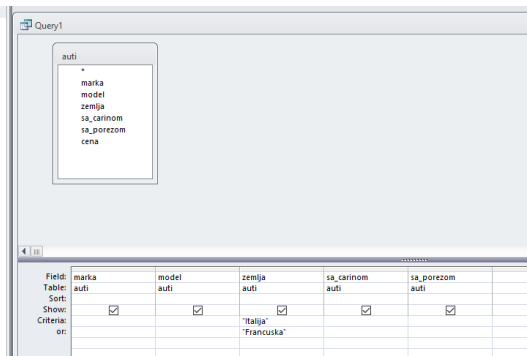 Query1
auti
*
marka
model
zemlja
sa_carinom
sa_porezom
cena
Field: marka model zemlja sa_carinom sa_porezom
Table: auti auti auti auti auti
Sort:
Show:
Criteria: "Italija"
or: "Francuska"